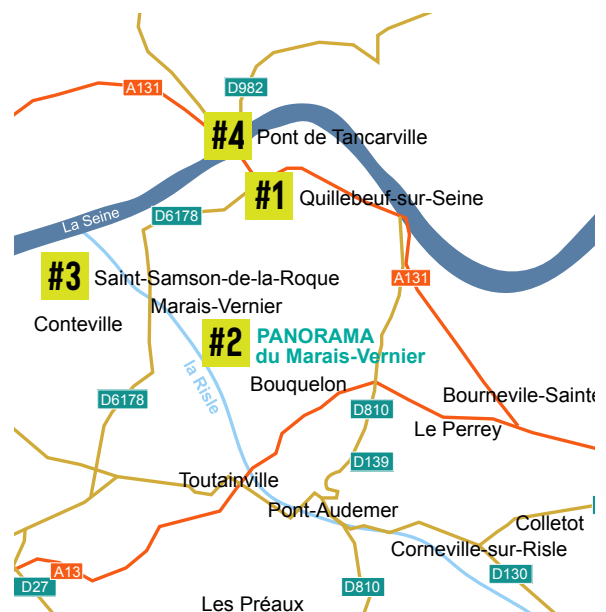 A131
D982
#4
Pont de Tancarville
#1
Quillebeuf-sur-Seine
La Seine
D6178
#3
Saint-Samson-de-la-Roque
A131
Marais-Vernier
Conteville
#2
PANORAMA
du Marais-Vernier
la Risle
Bouquelon
Bourneville-Sainte
D6178
D810
Le Perrey
D139
Toutainville
Pont-Audemer
Colletot
Corneville-sur-Risle
A13
D27
D810
D130
Les Préaux